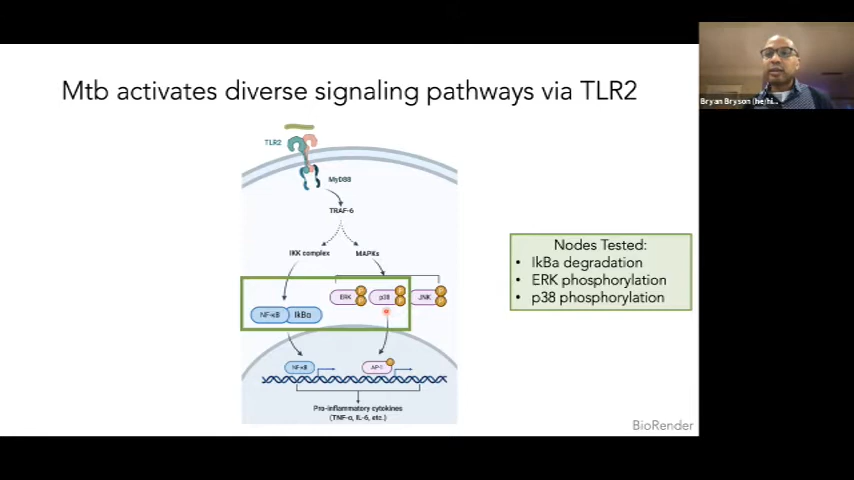 Mtb activates diverse signaling pathways via TLR2
Bryan Bryson (he/hi...
TLR2
MyD88
TRAF-6
IKK complex
MAPKs
ERK
P
P
p38
P
P
JNK
P
P
NF-κB
IkBa
NF-κB
AP-1
Pro-inflammatory cytokines
(TNF-α, IL-6, etc.)
Nodes Tested:
• IkBa degradation
• ERK phosphorylation
• p38 phosphorylation
BioRender